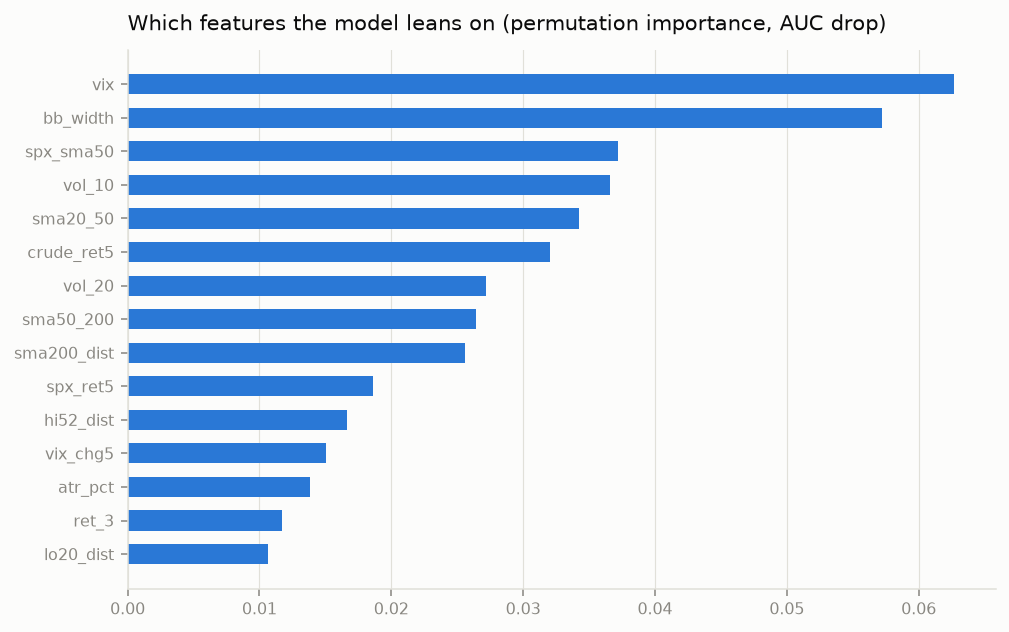 Which features the model leans on (permutation importance, AUC drop)
vix
bb_width
spx_sma50
vol_10
sma20_50
crude_ret5
vol_20
sma50_200
sma200_dist
spx_ret5
hi52_dist
vix_chg5
atr_pct
ret_3
lo20_dist
0.00 0.01 0.02 0.03 0.04 0.05 0.06